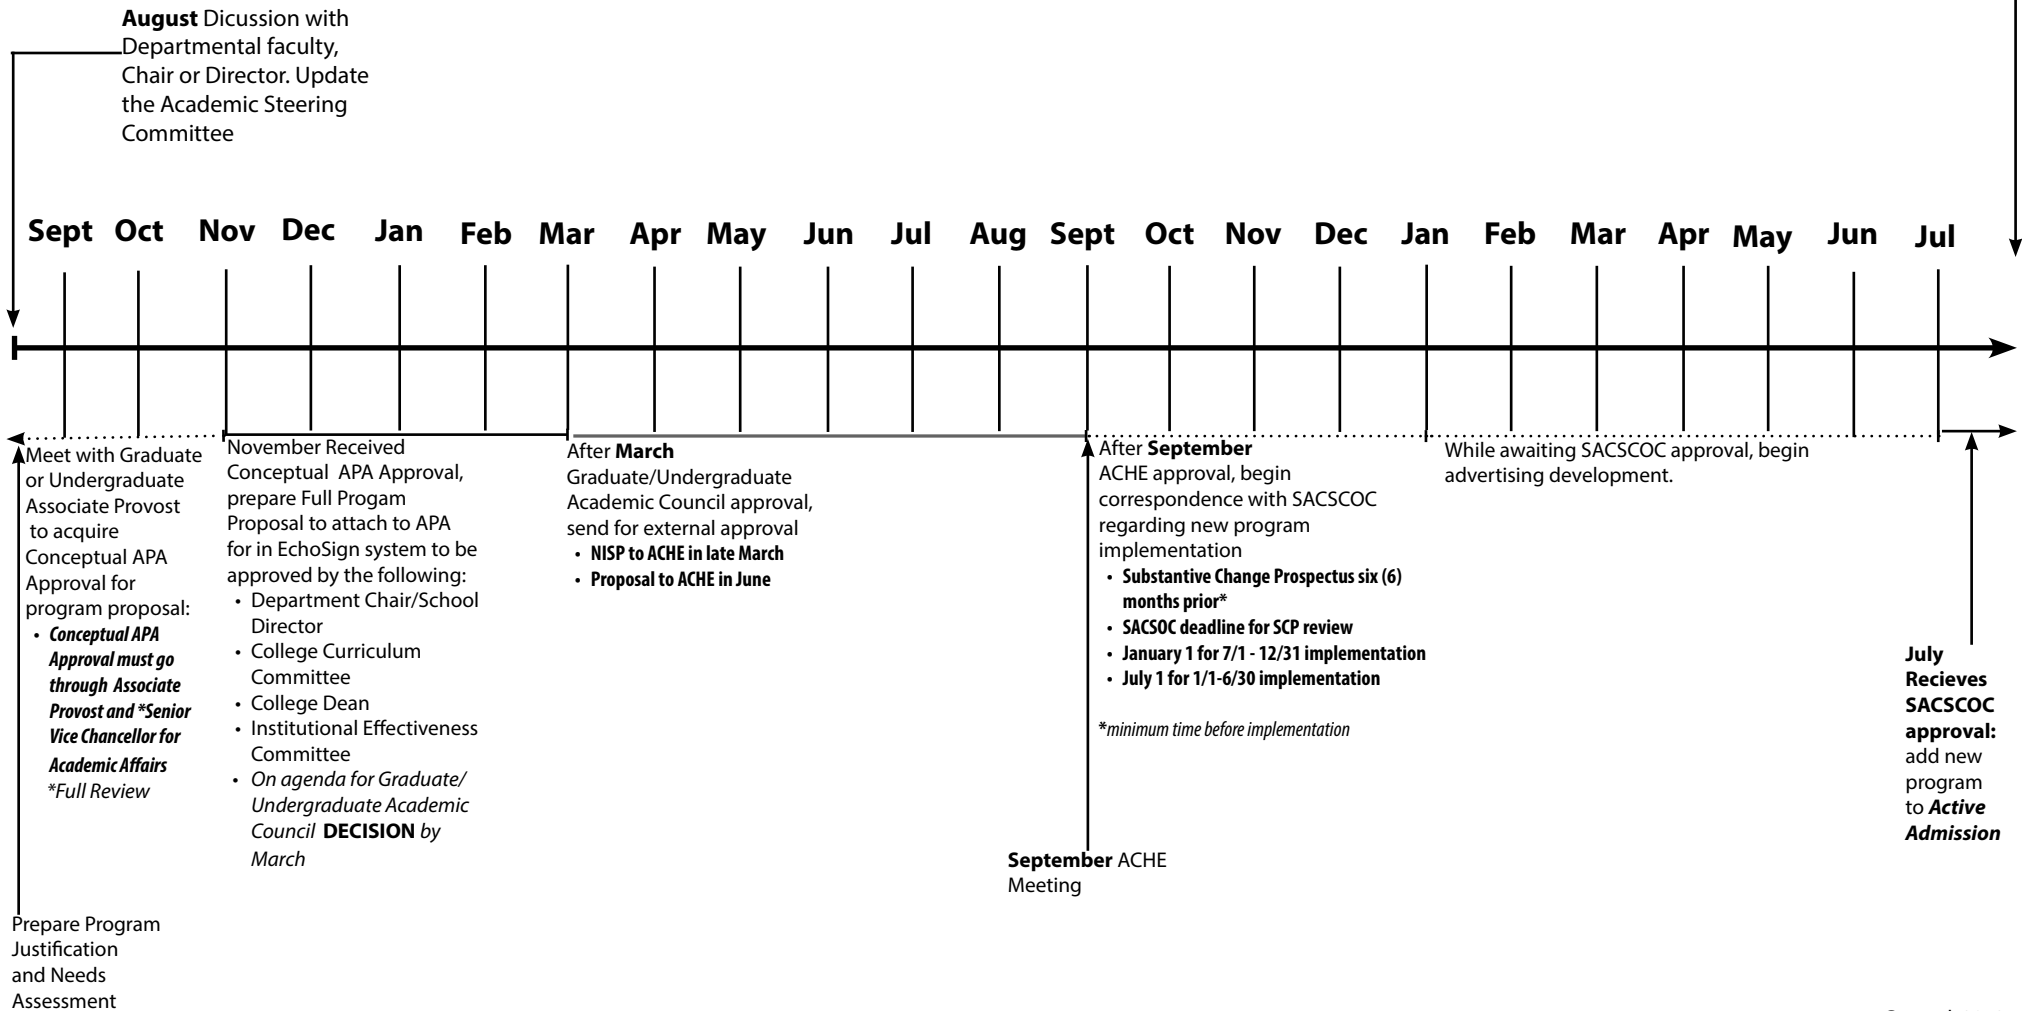 August Dicussion with
Departmental faculty,
Chair or Director. Update
the Academic Steering
Committee
Sept Oct Nov Dec Jan Feb Mar Apr May Jun Jul Aug Sept Oct Nov Dec Jan Feb Mar Apr May Jun Jul
Meet with Graduate
or Undergraduate
Associate Provost
to acquire
Conceptual APA
Approval for
program proposal:
• Conceptual APA
Approval must go
through Associate
Provost and *Senior
Vice Chancellor for
Academic Affairs
*Full Review
November Received
Conceptual APA Approval,
prepare Full Progam
Proposal to attach to APA
for in EchoSign system to be
approved by the following:
• Department Chair/School
Director
• College Curriculum
Committee
• College Dean
• Institutional Effectiveness
Committee
• On agenda for Graduate/
Undergraduate Academic
Council DECISION by
March
After March
Graduate/Undergraduate
Academic Council approval,
send for external approval
• NISP to ACHE in late March
• Proposal to ACHE in June
After September
ACHE approval, begin
correspondence with SACSCOC
regarding new program
implementation
• Substantive Change Prospectus six (6)
months prior*
• SACSOC deadline for SCP review
• January 1 for 7/1 - 12/31 implementation
• July 1 for 1/1-6/30 implementation
*minimum time before implementation
While awaiting SACSCOC approval, begin
advertising development.
July
Recieves
SACSCOC
approval:
add new
program
to Active
Admission
September ACHE
Meeting
Prepare Program
Justification
and Needs
Assessment